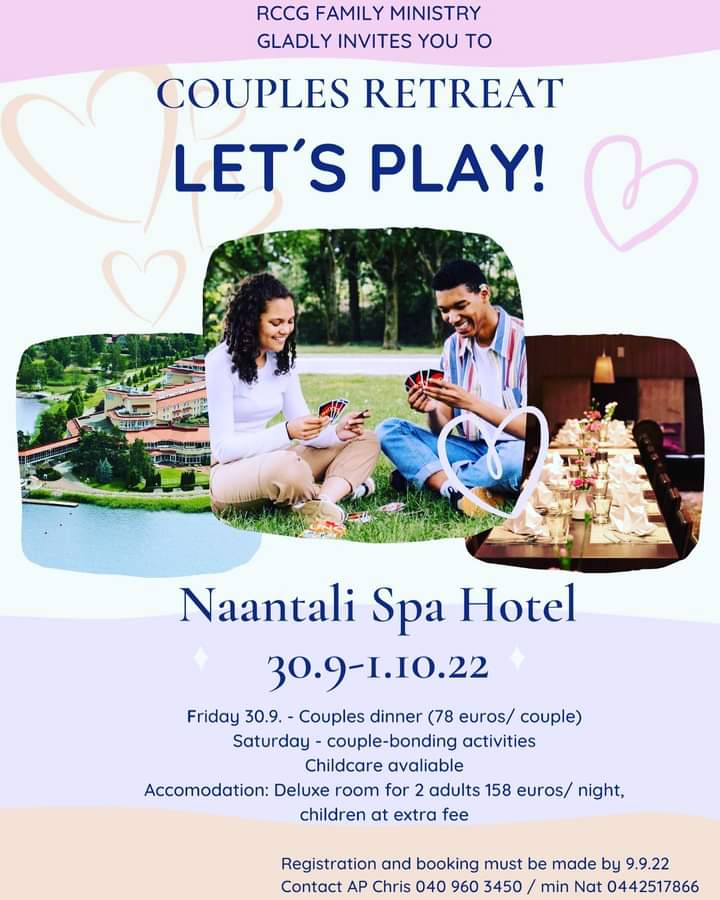 RCCG FAMILY MINISTRY
GLADLY INVITES YOU TO
COUPLES RETREAT
LET´S PLAY!
Naantali Spa Hotel
30.9-1.10.22
Friday 30.9. - Couples dinner (78 euros/ couple)
Saturday - couple-bonding activities
Childcare avaliable
Accomodation: Deluxe room for 2 adults 158 euros/ night,
children at extra fee
Registration and booking must be made by 9.9.22
Contact AP Chris 040 960 3450 / min Nat 0442517866